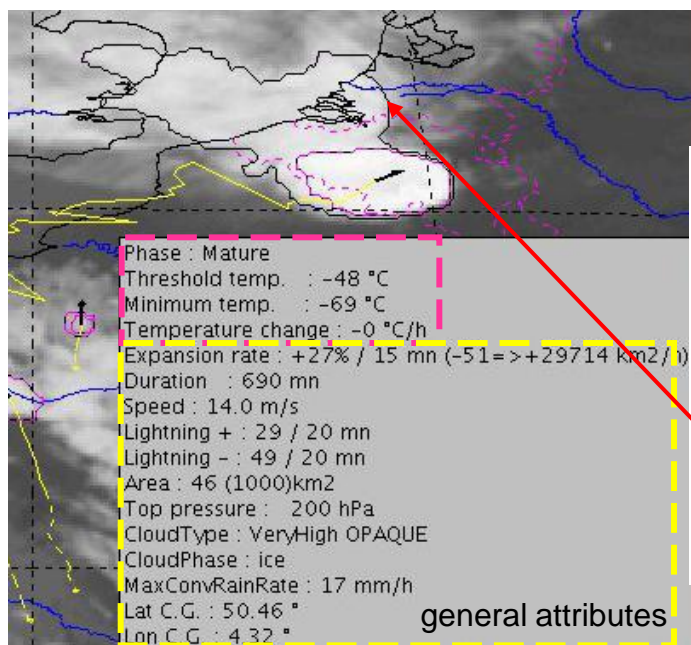 Phase : Mature
Threshold temp. : -48 °C
Minimum temp. : -69 °C
Temperature change : -0 °C/h
Expansion rate : +27% / 15 mn (-51=>+29714 km2/h)
Duration : 690 mn
Speed : 14.0 m/s
Lightning + : 29 / 20 mn
Lightning - : 49 / 20 mn
Area : 46 (1000)km2
Top pressure : 200 hPa
CloudType : VeryHigh OPAQUE
CloudPhase : ice
MaxConvRainRate : 17 mm/h
Lat C.G. : 50.46 °
Lon C.G. : 4.32 °
general attributes